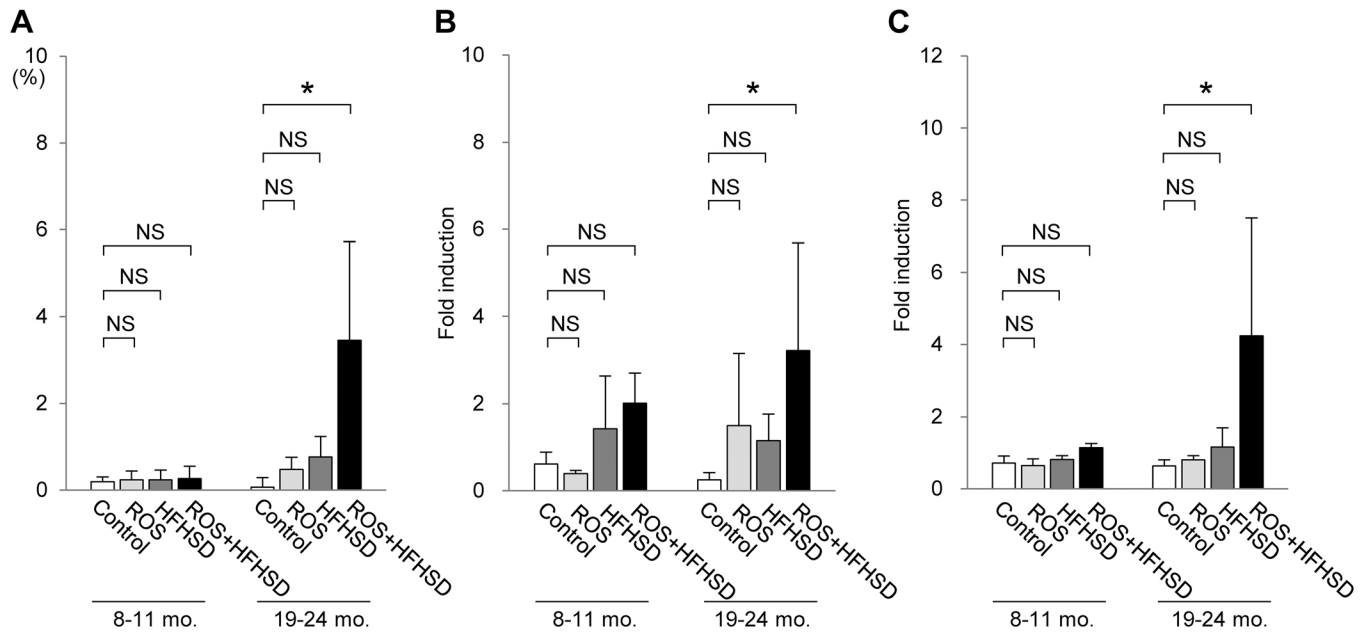 A
10
(%)
8
6
4
2
0
*
NS
NS
NS
NS
NS
Control
ROS
HFHSD
ROS+HFHSD
Control
ROS
HFHSD
ROS+HFHSD
8-11 mo.
19-24 mo.
B
Fold induction
10
8
6
4
2
0
*
NS
NS
NS
NS
NS
Control
ROS
HFHSD
ROS+HFHSD
Control
ROS
HFHSD
ROS+HFHSD
8-11 mo.
19-24 mo.
C
Fold induction
12
10
8
6
4
2
0
*
NS
NS
NS
NS
NS
Control
ROS
HFHSD
ROS+HFHSD
Control
ROS
HFHSD
ROS+HFHSD
8-11 mo.
19-24 mo.